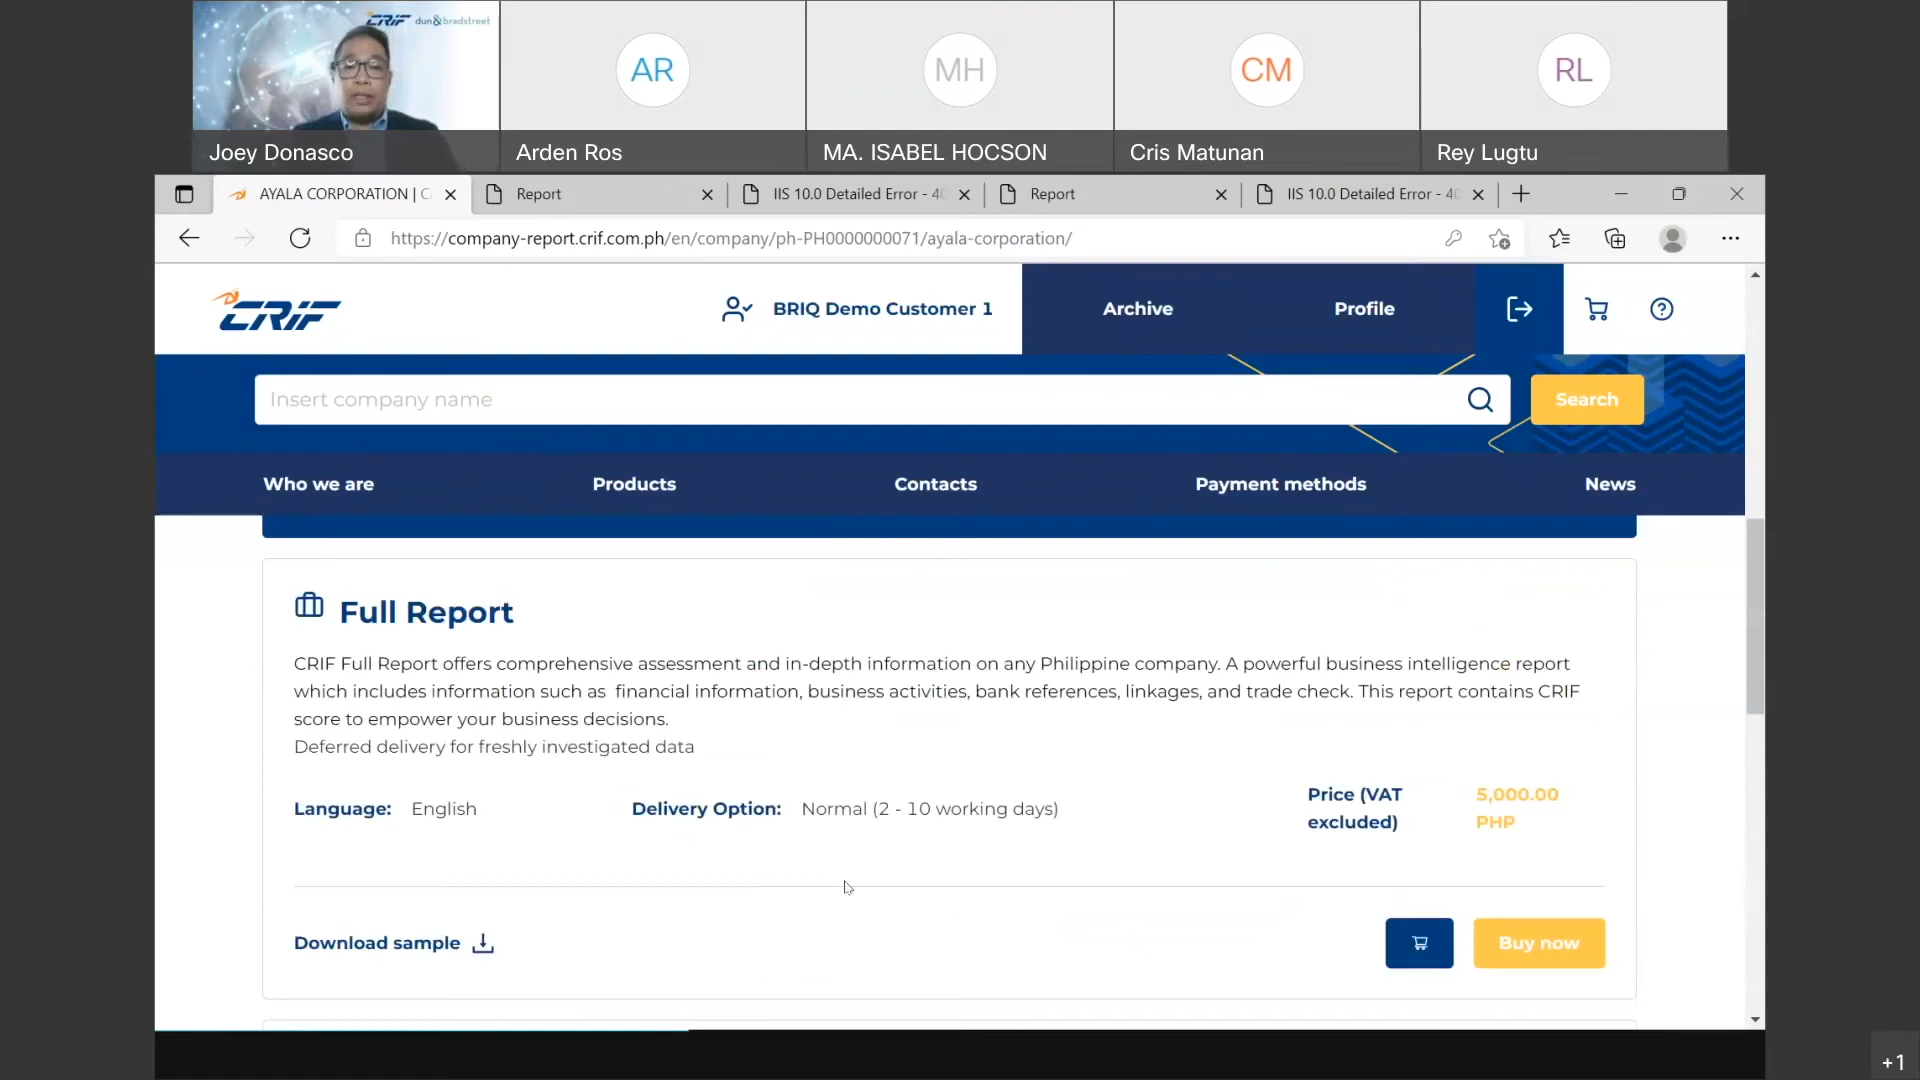 CRIF dun&bradstreet
AR
MH
CM
RL
Joey Donasco
Arden Ros
MA. ISABEL HOCSON
Cris Matunan
Rey Lugtu
AYALA CORPORATION | C
Report
IIS 10.0 Detailed Error - 40
Report
IIS 10.0 Detailed Error - 40
https://company-report.crif.com.ph/en/company/ph-PH0000000071/ayala-corporation/
CRIF
BRIQ Demo Customer 1
Archive
Profile
Insert company name
Search
Who we are
Products
Contacts
Payment methods
News
Full Report
CRIF Full Report offers comprehensive assessment and in-depth information on any Philippine company. A powerful business intelligence report
which includes information such as financial information, business activities, bank references, linkages, and trade check. This report contains CRIF
score to empower your business decisions.
Deferred delivery for freshly investigated data
Language: English
Delivery Option: Normal (2 - 10 working days)
Price (VAT
excluded)
5,000.00
PHP
Download sample
Buy now
+1